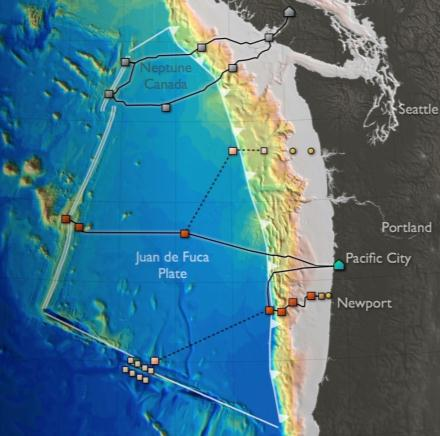 Neptune
Canada
Seattle
Portland
Juan de Fuca
Plate
Pacific City
Newport